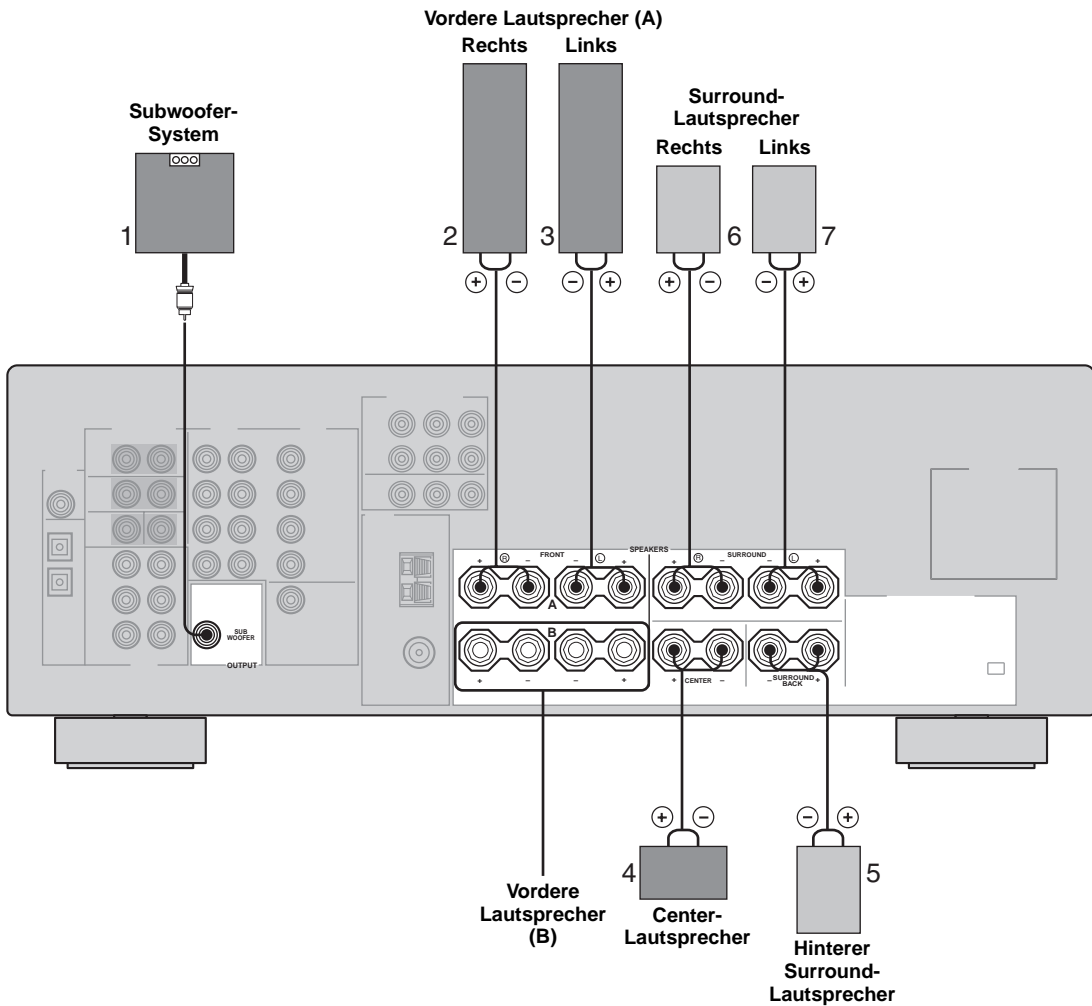 Vordere Lautsprecher (A)
Rechts Links
Subwoofer-
System
Surround-
Lautsprecher
Rechts Links
1
2
3
6
7
+ − − + + − − +
SPEAKERS
+ R FRONT − − L + + R SURROUND − − L +
A
B
SUB
WOOFER
OUTPUT
+ − − + + CENTER − − SURROUND +
BACK
+ − − +
4
5
Vordere
Lautsprecher
(B)
Center-
Lautsprecher
Hinterer
Surround-
Lautsprecher